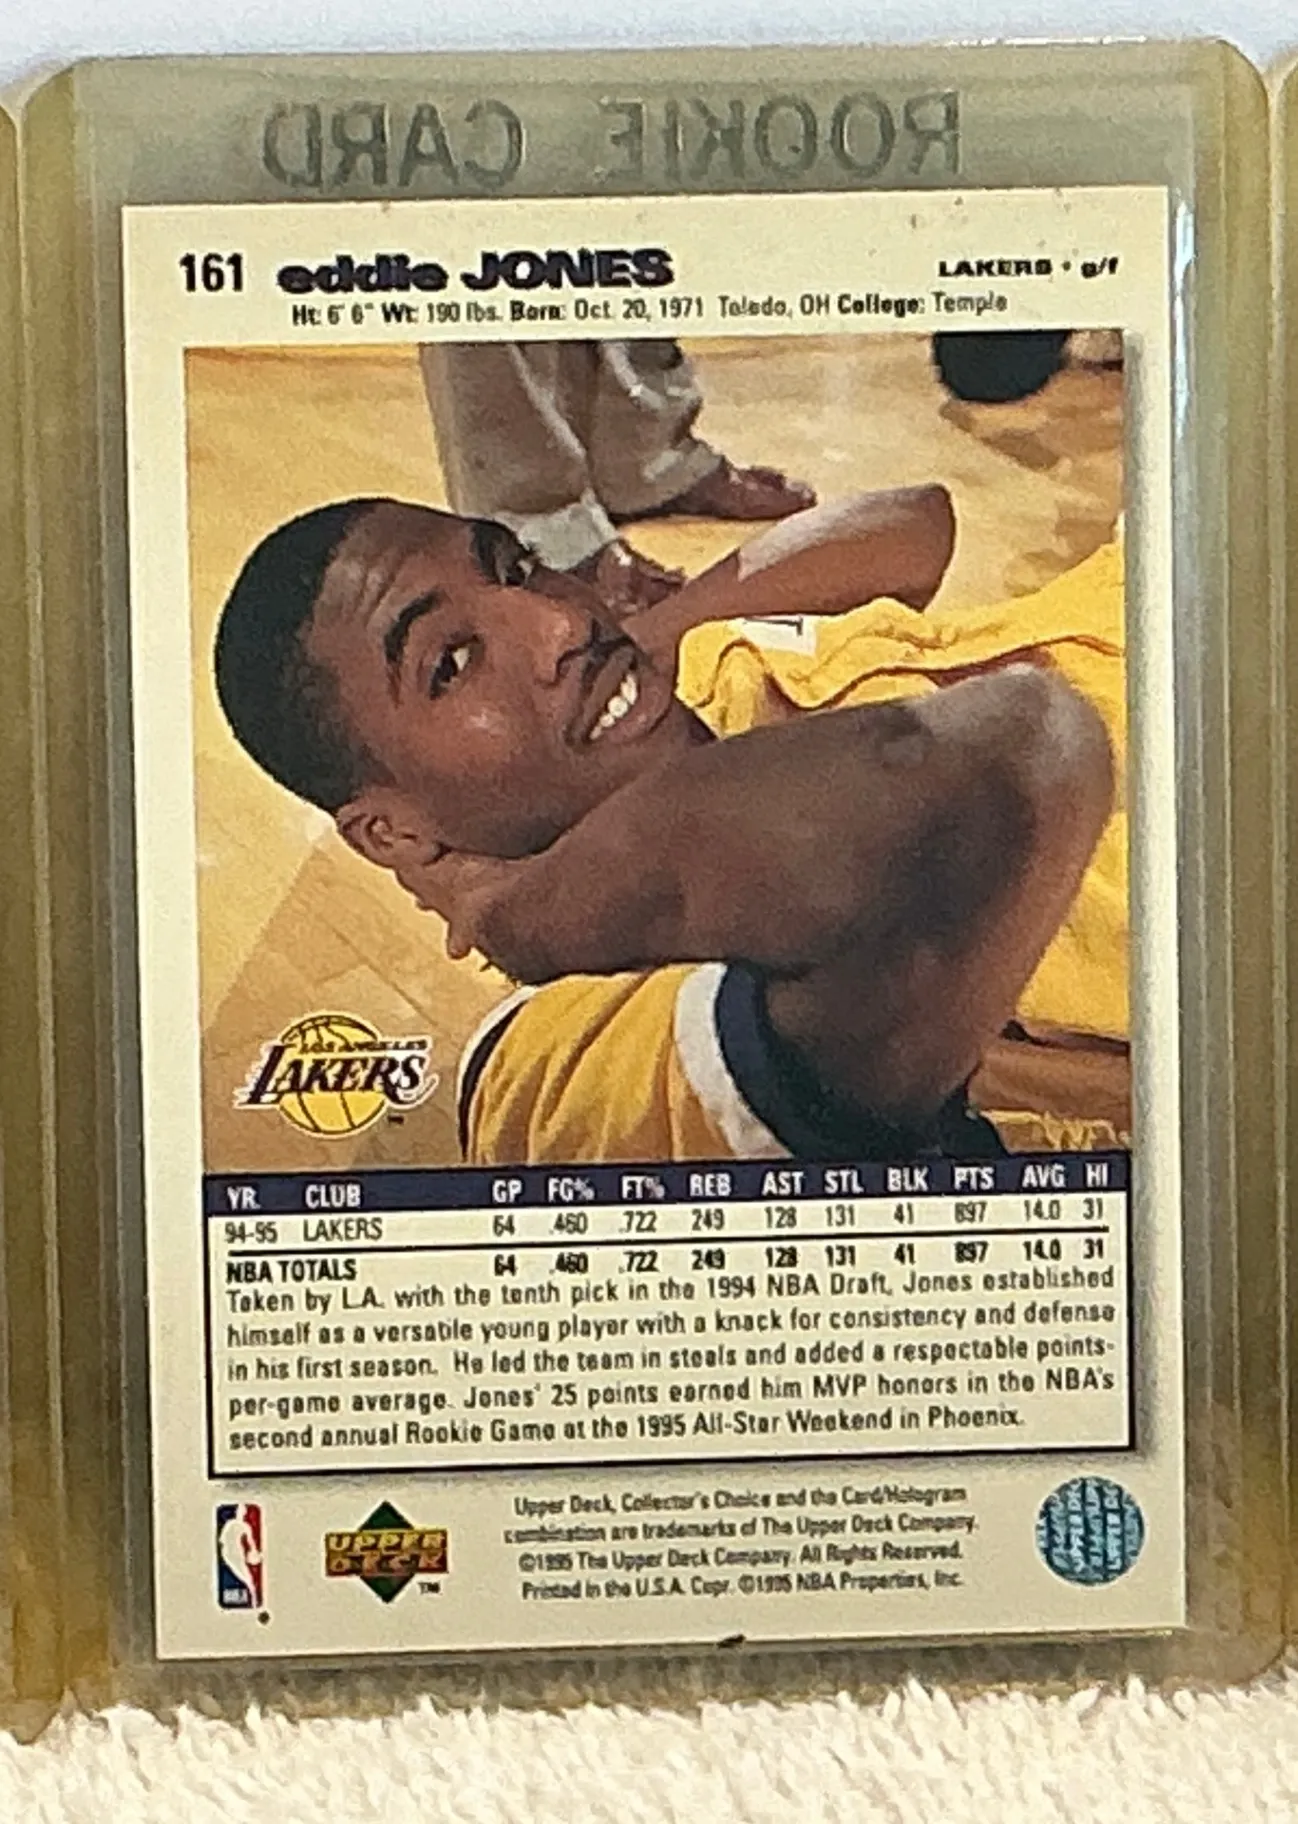 ROOKIE CARD
161 eddie JONES LAKERS • g/f
Ht: 6' 6" Wt: 190 lbs. Born: Oct. 20, 1971 Toledo, OH College: Temple
LOS ANGELES
LAKERS
YR. CLUB GP FG% FT% REB AST STL BLK PTS AVG HI
94-95 LAKERS 64 .460 .722 249 128 131 41 897 14.0 31
NBA TOTALS 64 .460 .722 249 128 131 41 897 14.0 31
Taken by L.A. with the tenth pick in the 1994 NBA Draft, Jones established
himself as a versatile young player with a knack for consistency and defense
in his first season. He led the team in steals and added a respectable points-
per-game average. Jones' 25 points earned him MVP honors in the NBA's
second annual Rookie Game at the 1995 All-Star Weekend in Phoenix.
Upper Deck, Collector's Choice and the Card/Hologram
combination are trademarks of The Upper Deck Company.
©1995 The Upper Deck Company. All Rights Reserved.
Printed in the U.S.A. Copr. ©1995 NBA Properties, Inc.
NBA
UPPER
DECK
TM